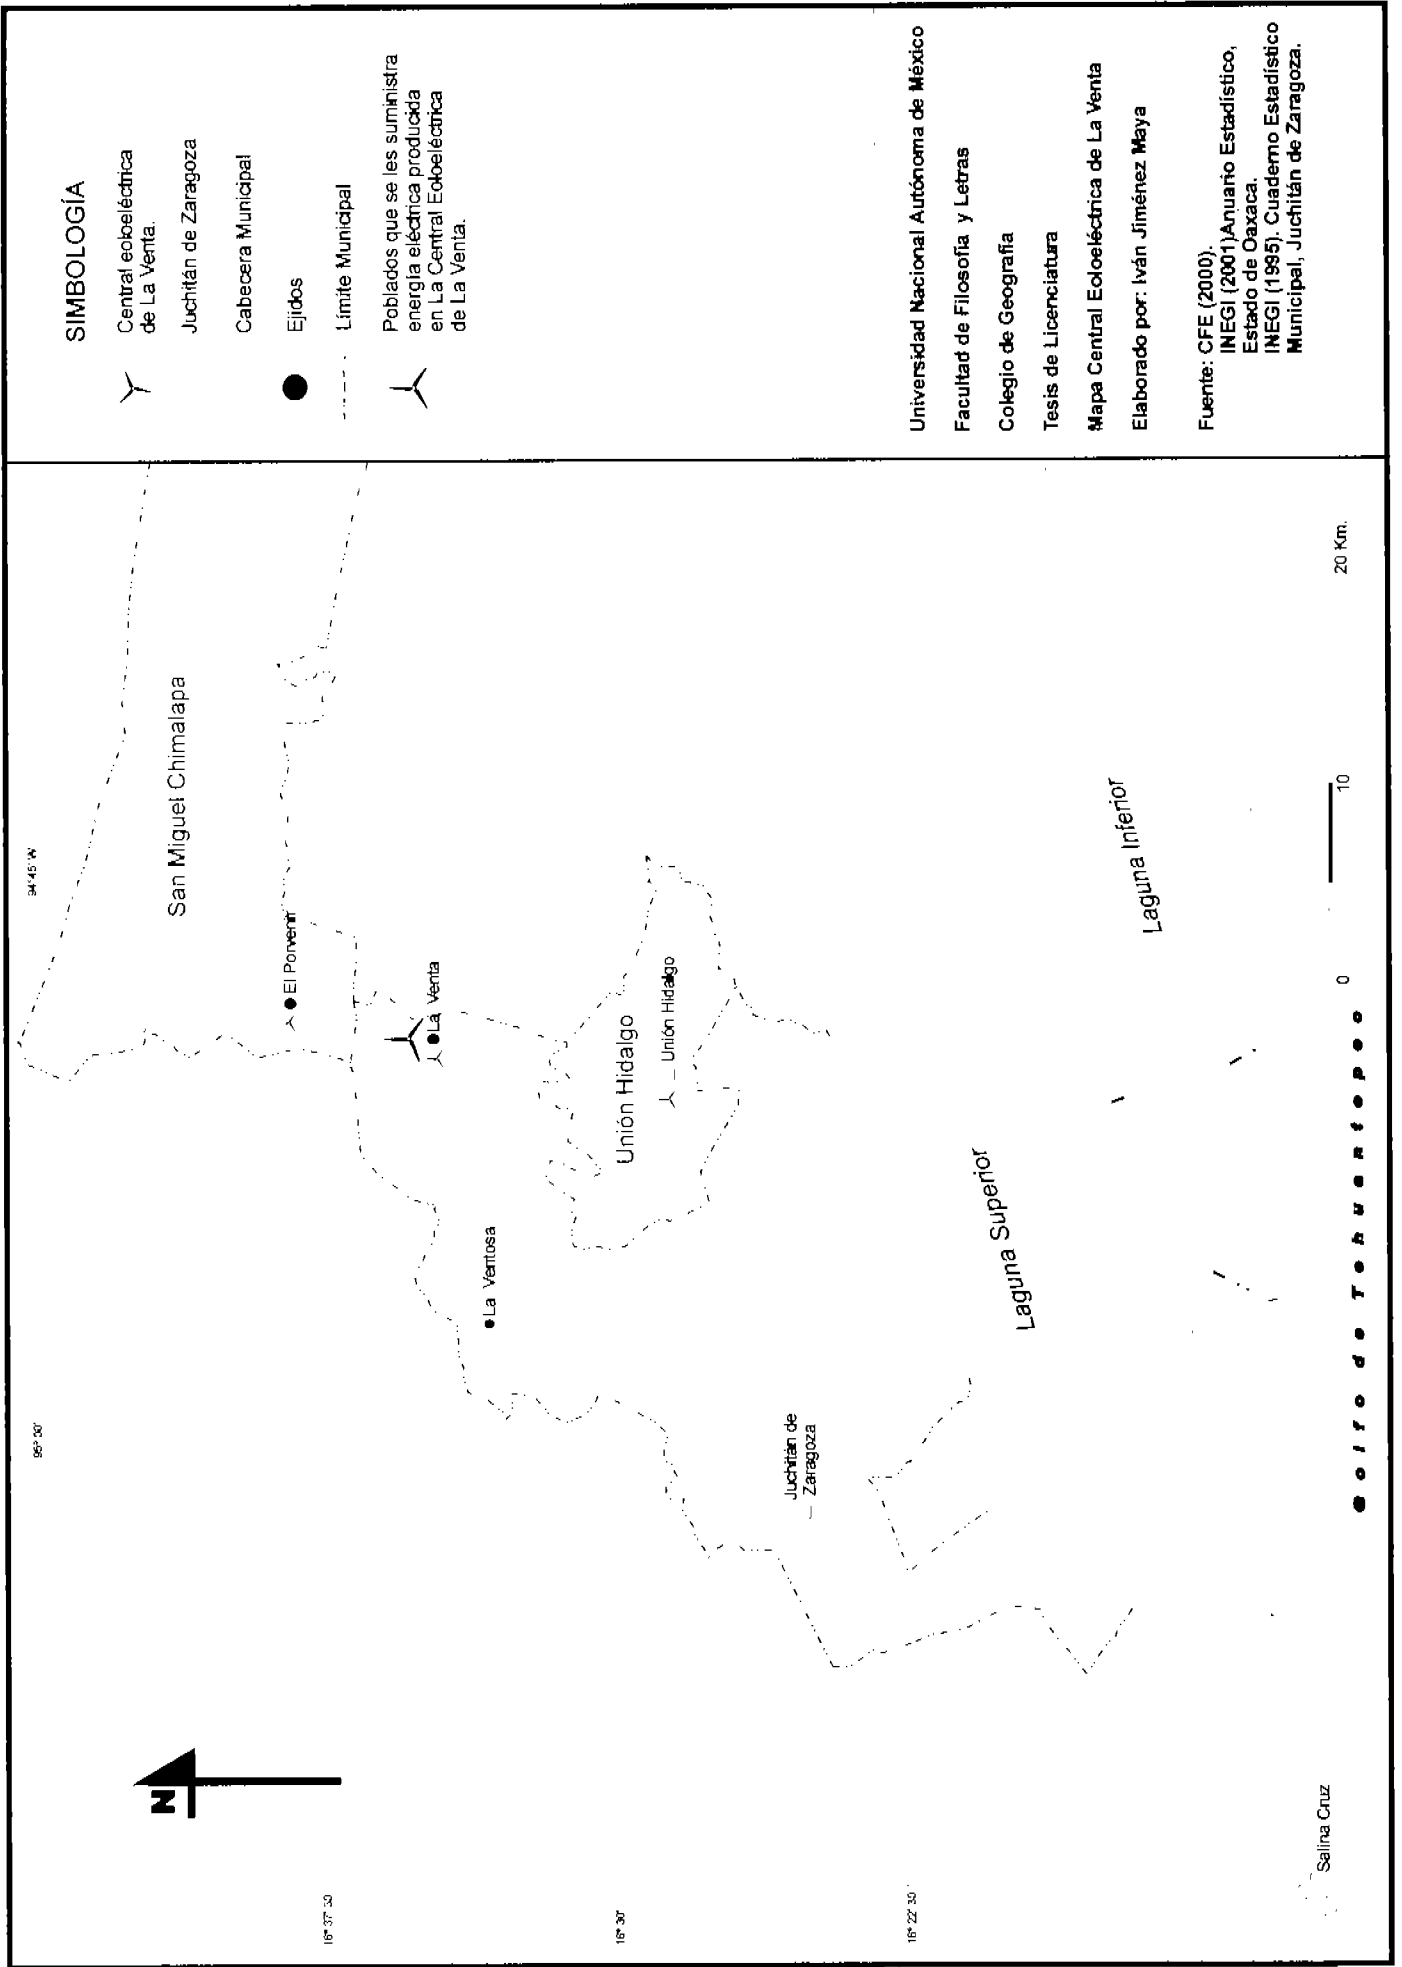 94°45' W
San Miguel Chimalapa
El Porvenir
La Venta
Unión Hidalgo
Unión Hidalgo
La Ventosa
Juchitán de
Zaragoza
Laguna Superior
Laguna Inferior
Golfo de Tehuantepec
Salina Cruz
N
16° 30'
0
10
20 Km.
SIMBOLOGÍA
Central eoloeléctrica
de La Venta.
Juchitán de Zaragoza
Cabecera Municipal
Ejidos
Límite Municipal
Poblados que se les suministra
energía eléctrica producida
en La Central Eoloeléctrica
de La Venta.
Universidad Nacional Autónoma de México
Facultad de Filosofía y Letras
Colegio de Geografía
Tesis de Licenciatura
Mapa Central Eoloeléctrica de La Venta
Elaborado por: Iván Jiménez Maya
Fuente: CFE (2000).
INEGI (2001)Anuario Estadístico,
Estado de Oaxaca.
INEGI (1995). Cuaderno Estadístico
Municipal, Juchitán de Zaragoza.